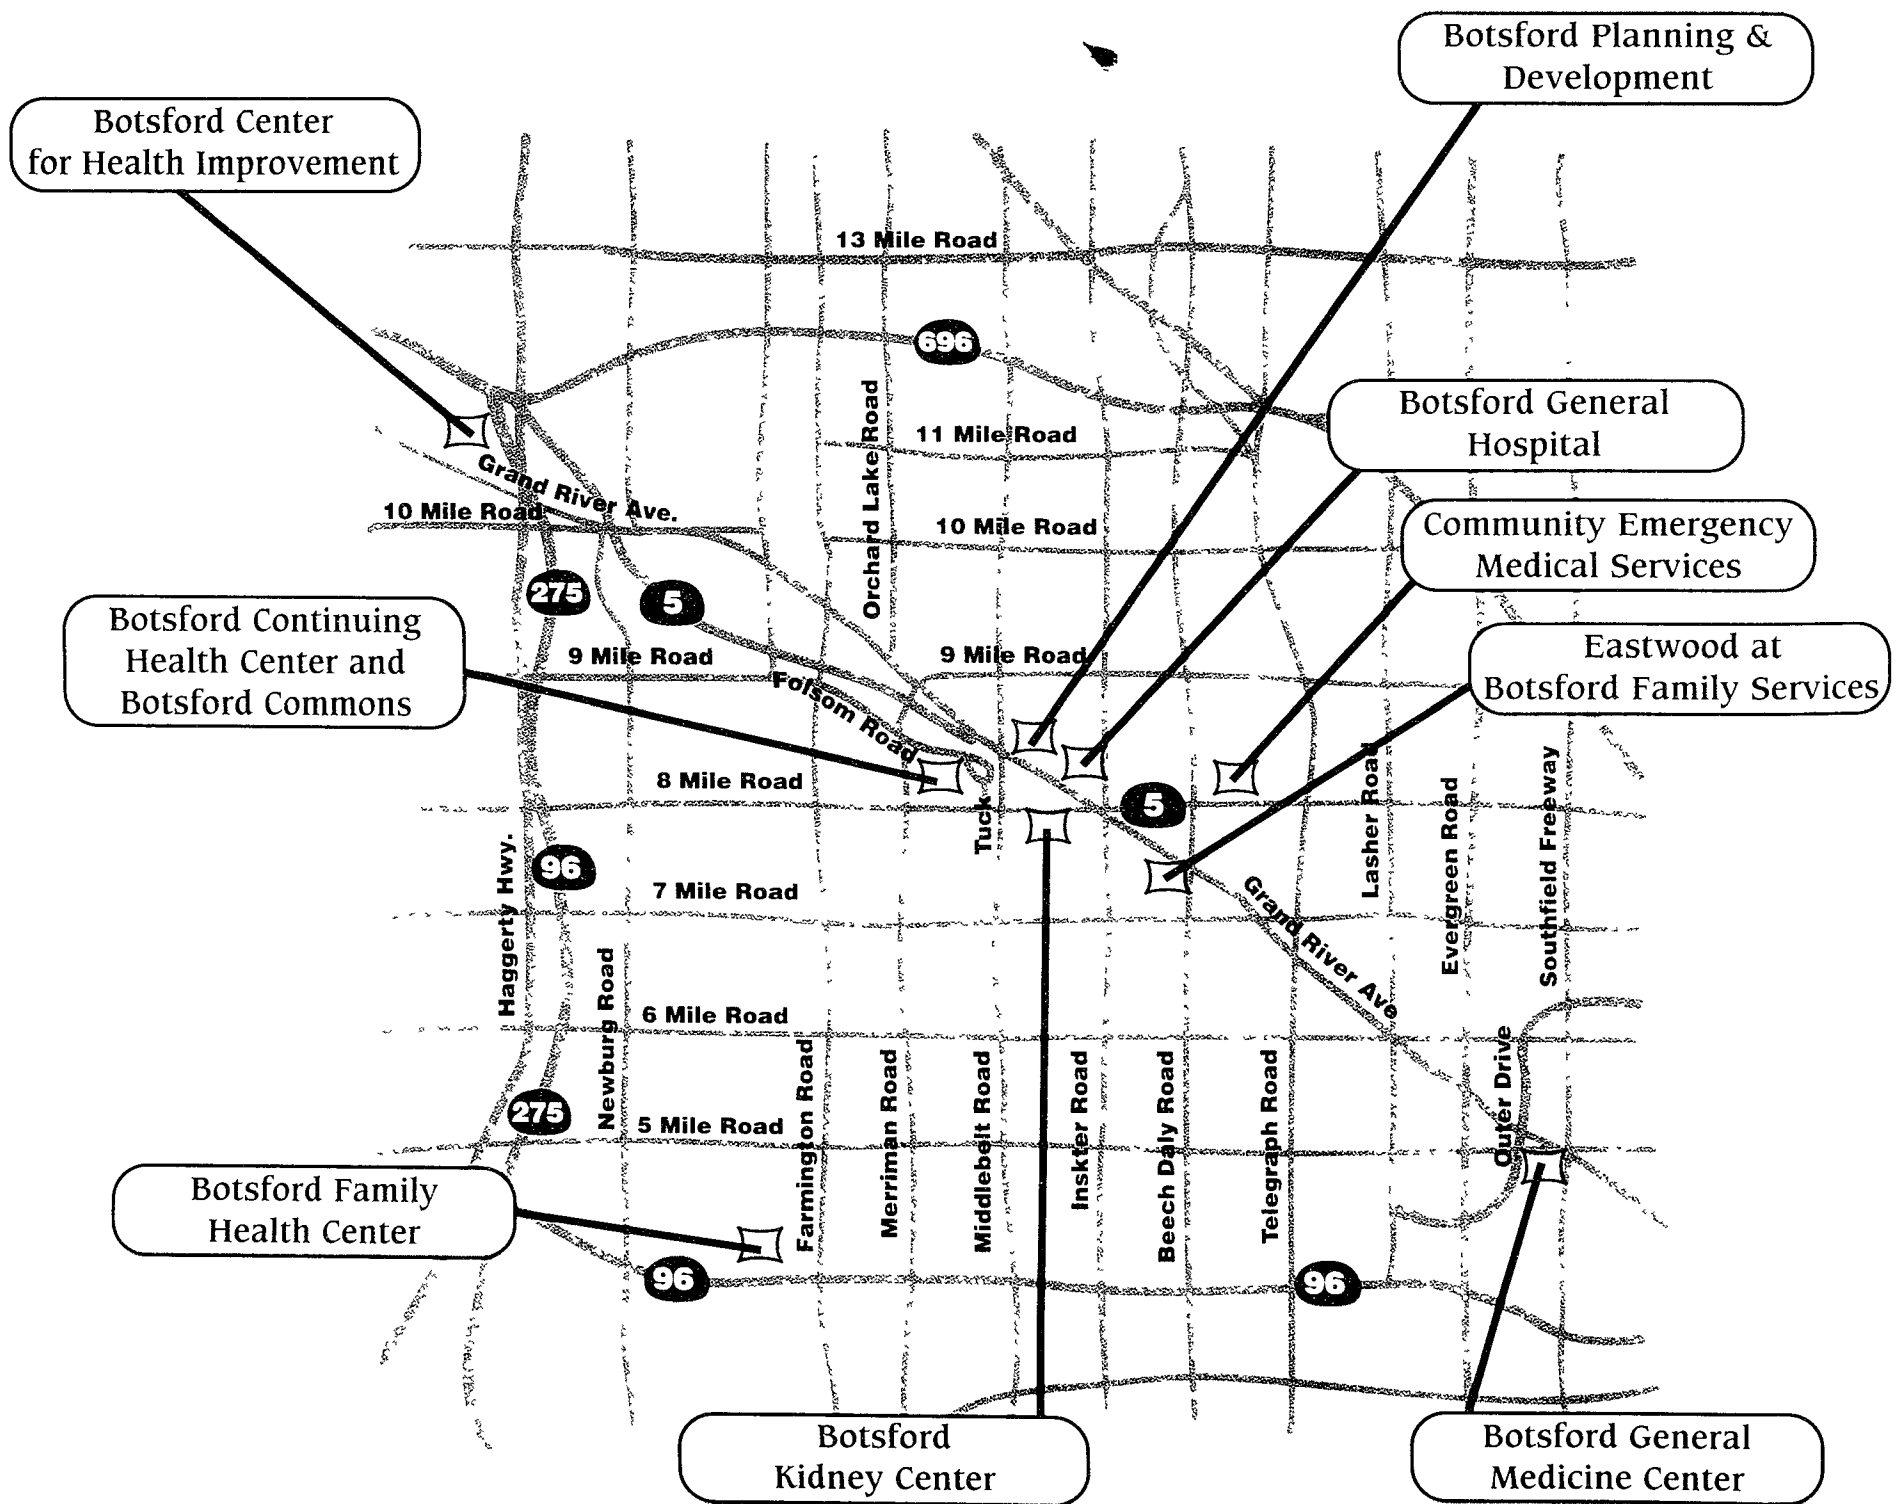 Botsford Planning &
Development
Botsford Center
for Health Improvement
13 Mile Road
696
Botsford General
Hospital
Orchard Lake Road
11 Mile Road
Grand River Ave.
10 Mile Road
10 Mile Road
Community Emergency
Medical Services
275
5
Botsford Continuing
Health Center and
Botsford Commons
9 Mile Road
9 Mile Road
Eastwood at
Botsford Family Services
Folsom Road
8 Mile Road
Tuck
5
Lasher Road
Evergreen Road
Southfield Freeway
Haggerty Hwy.
96
7 Mile Road
Grand River Ave
Newburg Road
6 Mile Road
Farmington Road
Merriman Road
Middlebelt Road
Inskter Road
Beech Daly Road
Telegraph Road
Outer Drive
275
5 Mile Road
Botsford Family
Health Center
96
96
Botsford
Kidney Center
Botsford General
Medicine Center